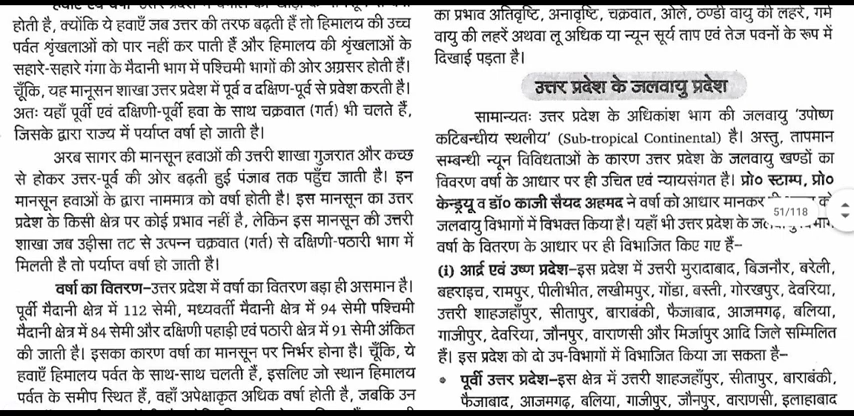 होती है, क्योंकि ये हवाएँ जब उत्तर की तरफ बढ़ती हैं तो हिमालय की उच्च
पर्वत श्रृंखलाओं को पार नहीं कर पाती हैं और हिमालय की श्रृंखलाओं के
सहारे-सहारे गंगा के मैदानी भाग में पश्चिमी भागों की ओर अग्रसर होती हैं।
चूँकि, यह मानूसन शाखा उत्तर प्रदेश में पूर्व व दक्षिण-पूर्व से प्रवेश करती है।
अतः यहाँ पूर्वी एवं दक्षिणी-पूर्वी हवा के साथ चक्रवात (गर्त) भी चलते हैं,
जिसके द्वारा राज्य में पर्याप्त वर्षा हो जाती है।
अरब सागर की मानसून हवाओं की उत्तरी शाखा गुजरात और कच्छ
से होकर उत्तर-पूर्व की ओर बढ़ती हुई पंजाब तक पहुँच जाती है। इन
मानसून हवाओं के द्वारा नाममात्र को वर्षा होती है। इस मानसून का उत्तर
प्रदेश के किसी क्षेत्र पर कोई प्रभाव नहीं है, लेकिन इस मानसून की उत्तरी
शाखा जब उड़ीसा तट से उत्पन्न चक्रवात (गर्त) से दक्षिणी-पठारी भाग में
मिलती है तो पर्याप्त वर्षा हो जाती है।
वर्षा का वितरण–उत्तर प्रदेश में वर्षा का वितरण बड़ा ही असमान है।
पूर्वी मैदानी क्षेत्र में 112 सेमी, मध्यवर्ती मैदानी क्षेत्र में 94 सेमी पश्चिमी
मैदानी क्षेत्र में 84 सेमी और दक्षिणी पहाड़ी एवं पठारी क्षेत्र में 91 सेमी अंकित
की जाती है। इसका कारण वर्षा का मानसून पर निर्भर होना है। चूँकि, ये
हवाएँ हिमालय पर्वत के साथ-साथ चलती हैं, इसलिए जो स्थान हिमालय
पर्वत के समीप स्थित हैं, वहाँ अपेक्षाकृत अधिक वर्षा होती है, जबकि उन
का प्रभाव अतिवृष्टि, अनावृष्टि, चक्रवात, ओले, ठण्डी वायु की लहरें, गर्म
वायु की लहरें अथवा लू अधिक या न्यून सूर्य ताप एवं तेज पवनों के रूप में
दिखाई पड़ता है।
उत्तर प्रदेश के जलवायु प्रदेश
सामान्यतः उत्तर प्रदेश के अधिकांश भाग की जलवायु 'उपोष्ण
कटिबन्धीय स्थलीय' (Sub-tropical Continental) है। अस्तु, तापमान
सम्बन्धी न्यून विविधताओं के कारण उत्तर प्रदेश के जलवायु खण्डों का
विवरण वर्षा के आधार पर ही उचित एवं न्यायसंगत है। प्रो० स्टाम्प, प्रो०
केन्ड्रयू व डॉ० काजी सैयद अहमद ने वर्षा को आधार मानकर
51/118
जलवायु विभागों में विभक्त किया है। यहाँ भी उत्तर प्रदेश के
वर्षा के वितरण के आधार पर ही विभाजित किए गए हैं–
(i) आर्द्र एवं उष्ण प्रदेश–इस प्रदेश में उत्तरी मुरादाबाद, बिजनौर, बरेली,
बहराइच, रामपुर, पीलीभीत, लखीमपुर, गोंडा, बस्ती, गोरखपुर, देवरिया,
उत्तरी शाहजहाँपुर, सीतापुर, बाराबंकी, फैजाबाद, आजमगढ़, बलिया,
गाजीपुर, देवरिया, जौनपुर, वाराणसी और मिर्जापुर आदि जिले सम्मिलित
हैं। इस प्रदेश को दो उप-विभागों में विभाजित किया जा सकता है–
• पूर्वी उत्तर प्रदेश–इस क्षेत्र में उत्तरी शाहजहाँपुर, सीतापुर, बाराबंकी,
फैजाबाद, आजमगढ़, बलिया, गाजीपुर, जौनपुर, वाराणसी, इलाहाबाद